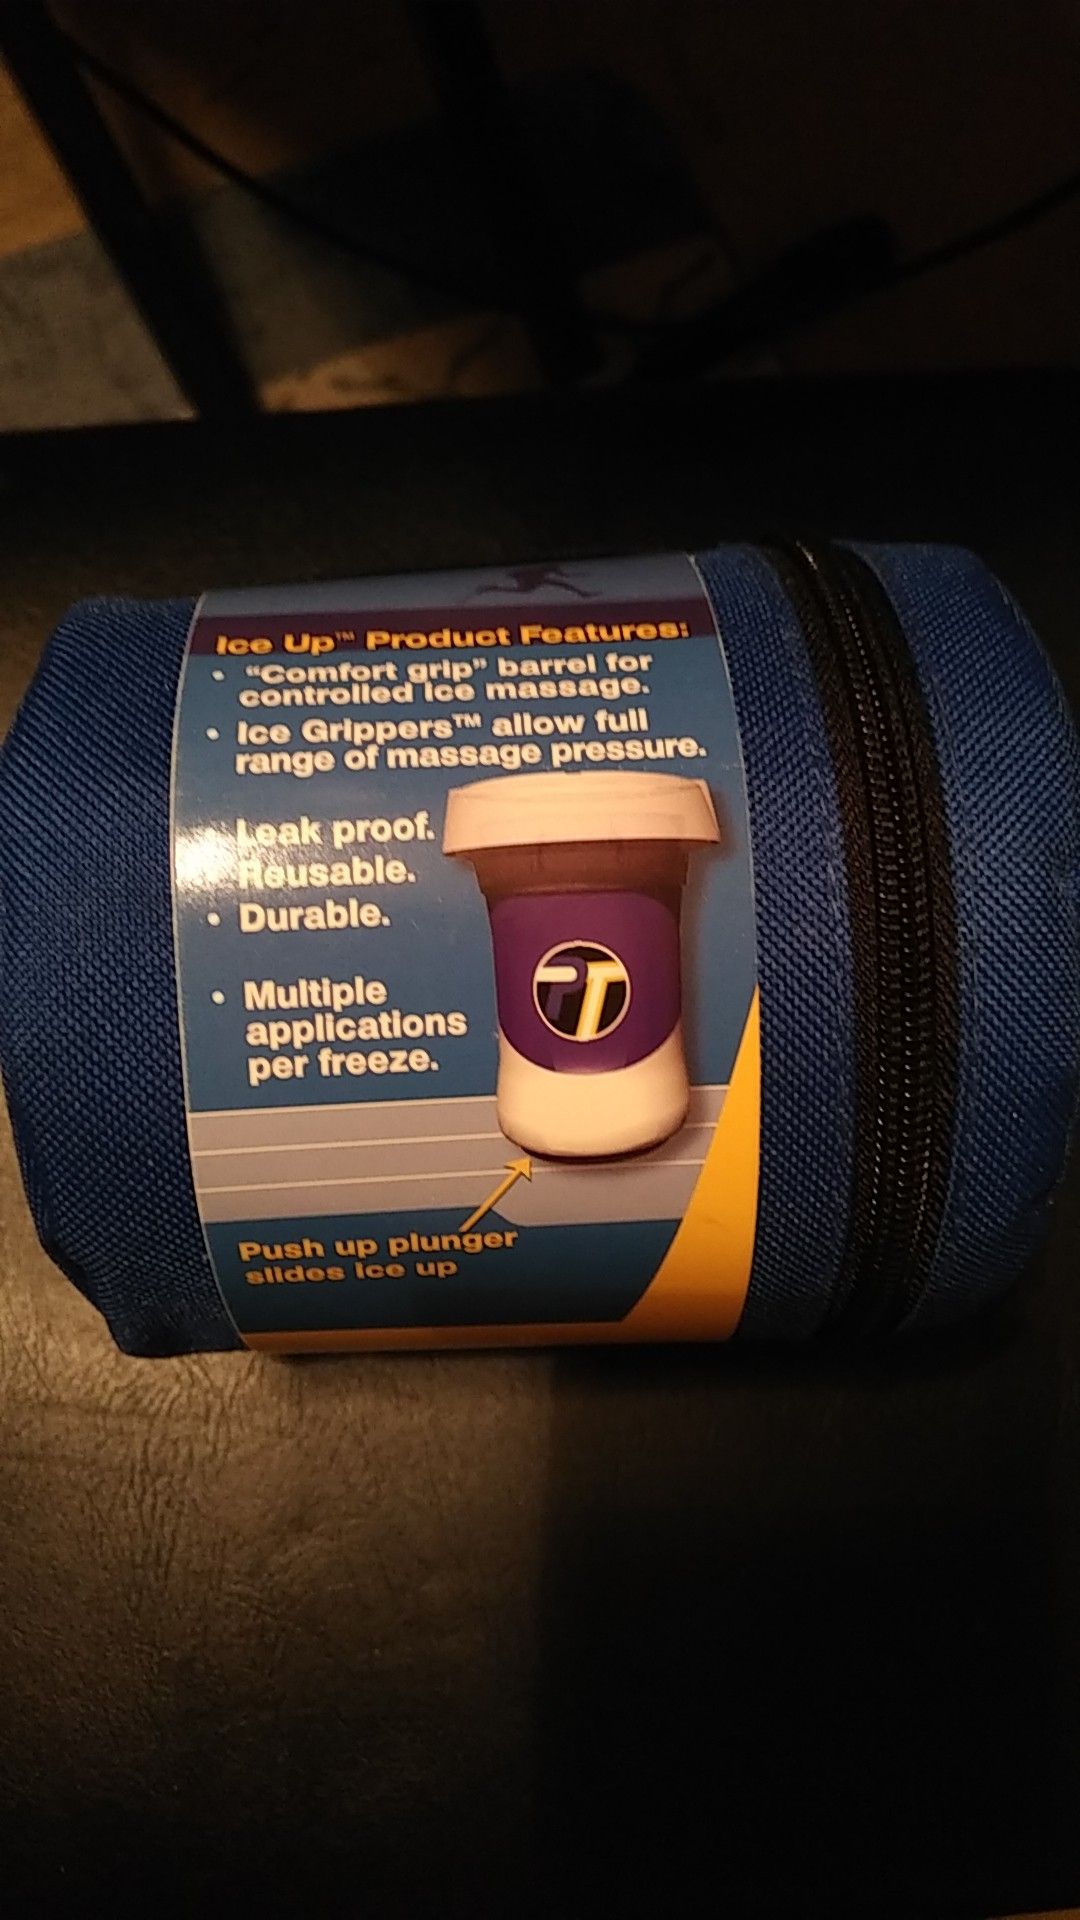 Ice Up™ Product Features:
• "Comfort grip" barrel for
controlled ice massage.
• Ice Grippers™ allow full
range of massage pressure.
• Leak proof.
• Reusable.
• Durable.
• Multiple
applications
per freeze.
PT
Push up plunger
slides ice up